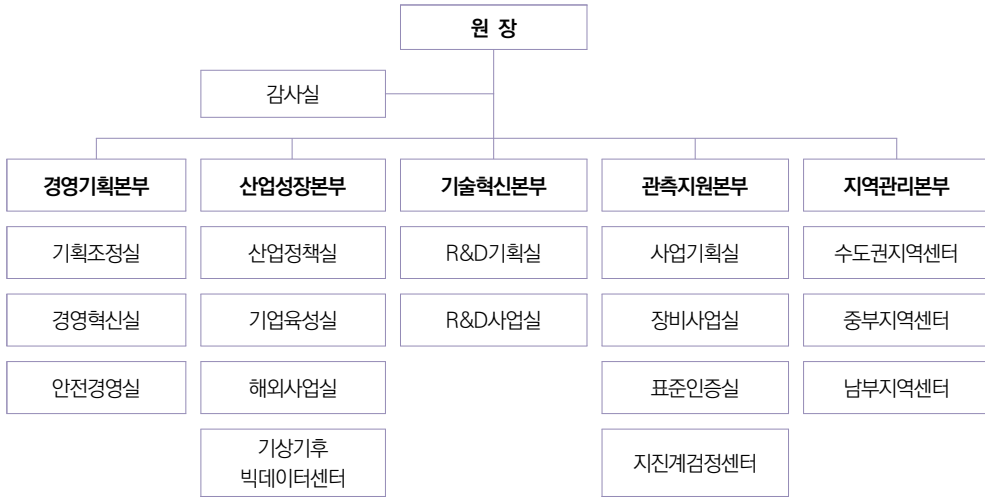 원 장
감사실
경영기획본부
산업성장본부
기술혁신본부
관측지원본부
지역관리본부
기획조정실
산업정책실
R&D기획실
사업기획실
수도권지역센터
경영혁신실
기업육성실
R&D사업실
장비사업실
중부지역센터
안전경영실
해외사업실
표준인증실
남부지역센터
기상기후
빅데이터센터
지진계검정센터